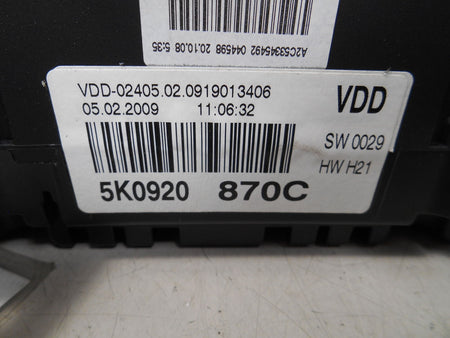 A2C53345492 044598 20.10.08 5:35
VDD-02405.02.0919013406
05.02.2009 11:06:32
VDD
SW 0029
HW H21
5K0920 870C